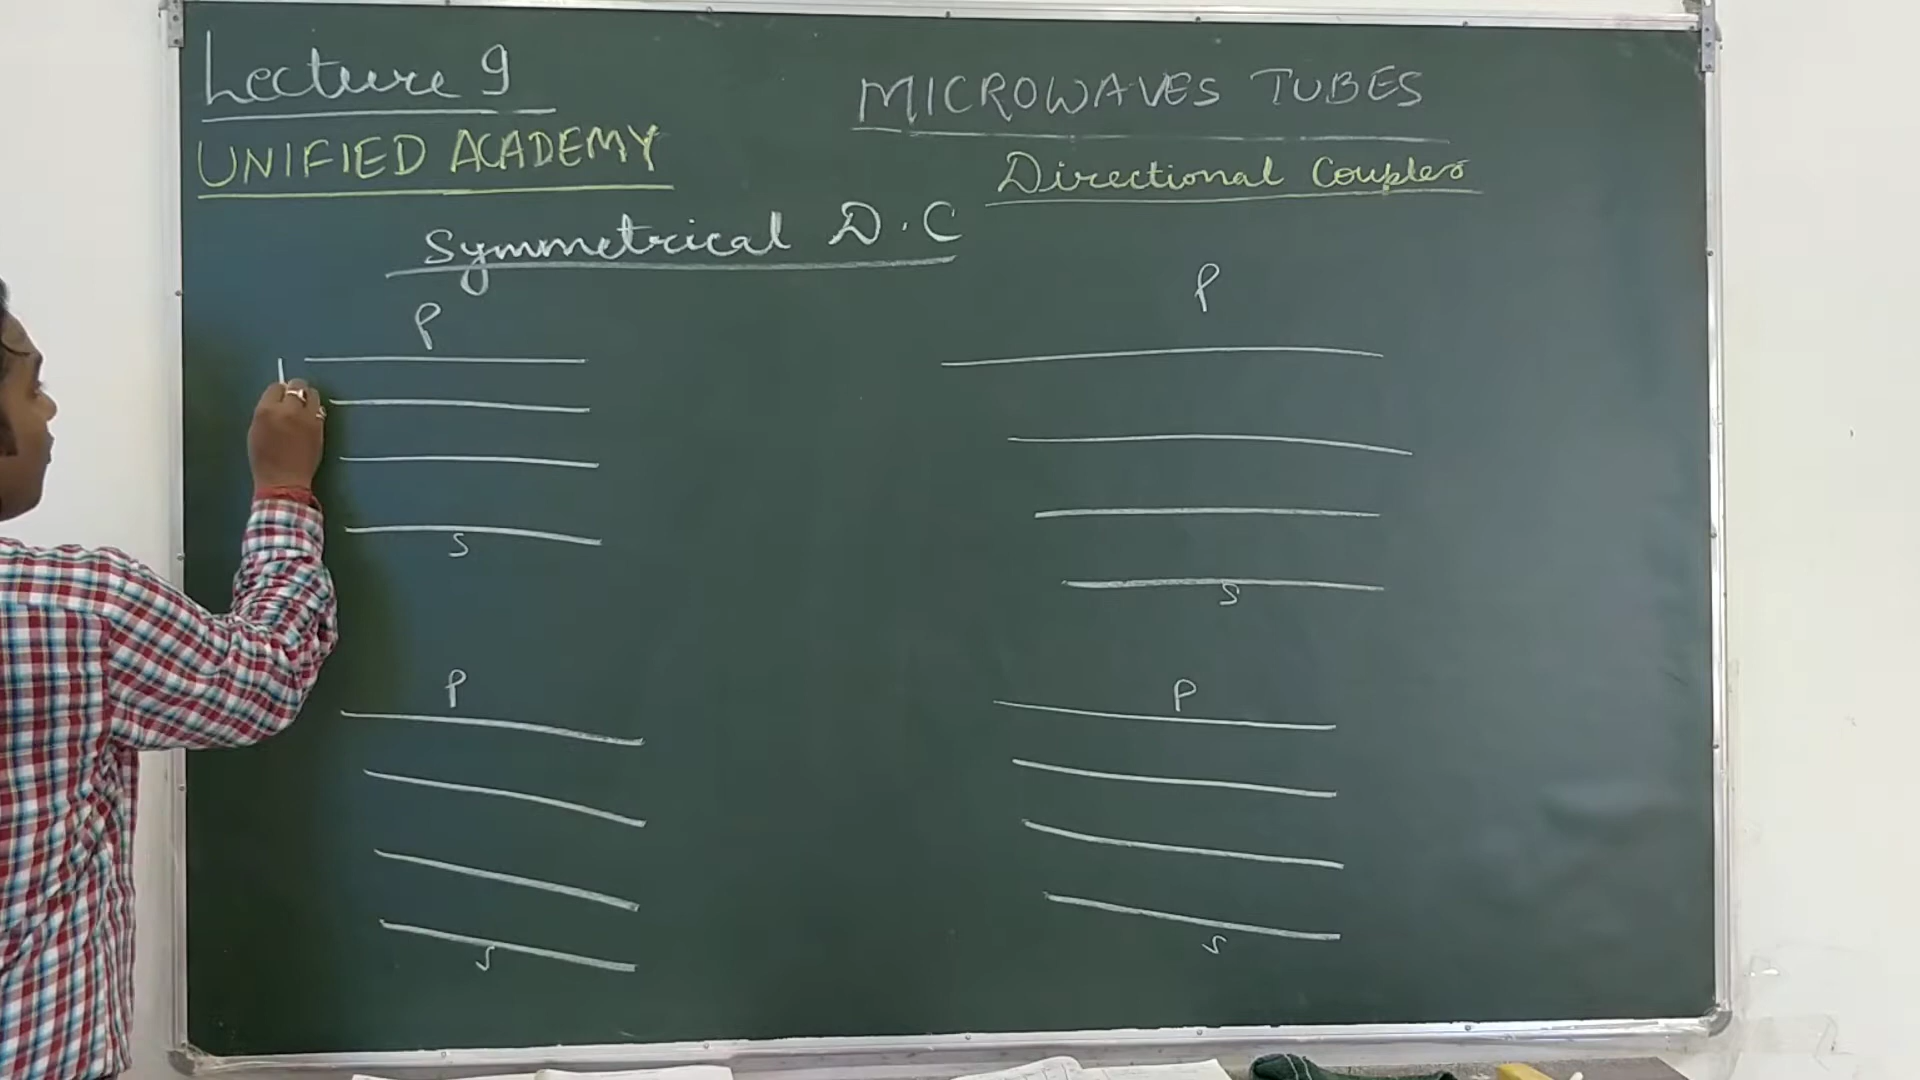 Lecture 9
MICROWAVES TUBES
UNIFIED ACADEMY
Directional Couplers
Symmetrical D.C
P
P
S
S
P
P
S
S